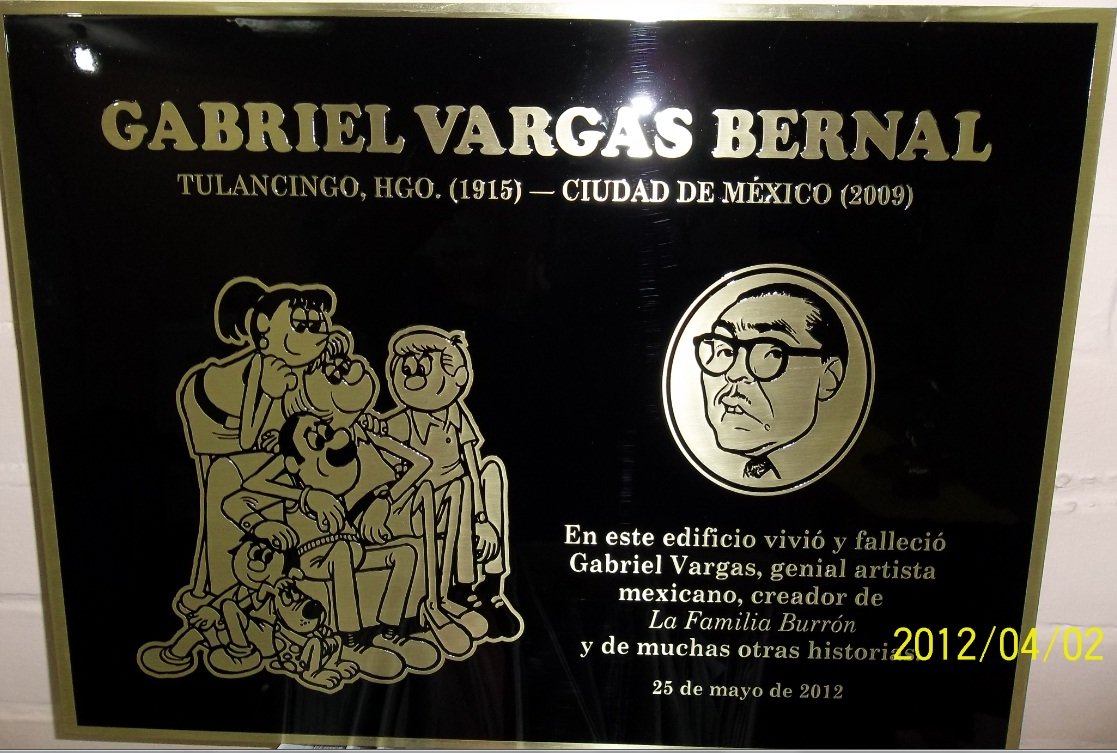 GABRIEL VARGAS BERNAL
TULANCINGO, HGO. (1915) — CIUDAD DE MÉXICO (2009)
En este edificio vivió y falleció
Gabriel Vargas, genial artista
mexicano, creador de
La Familia Burrón
y de muchas otras historias.
2012/04/02
25 de mayo de 2012